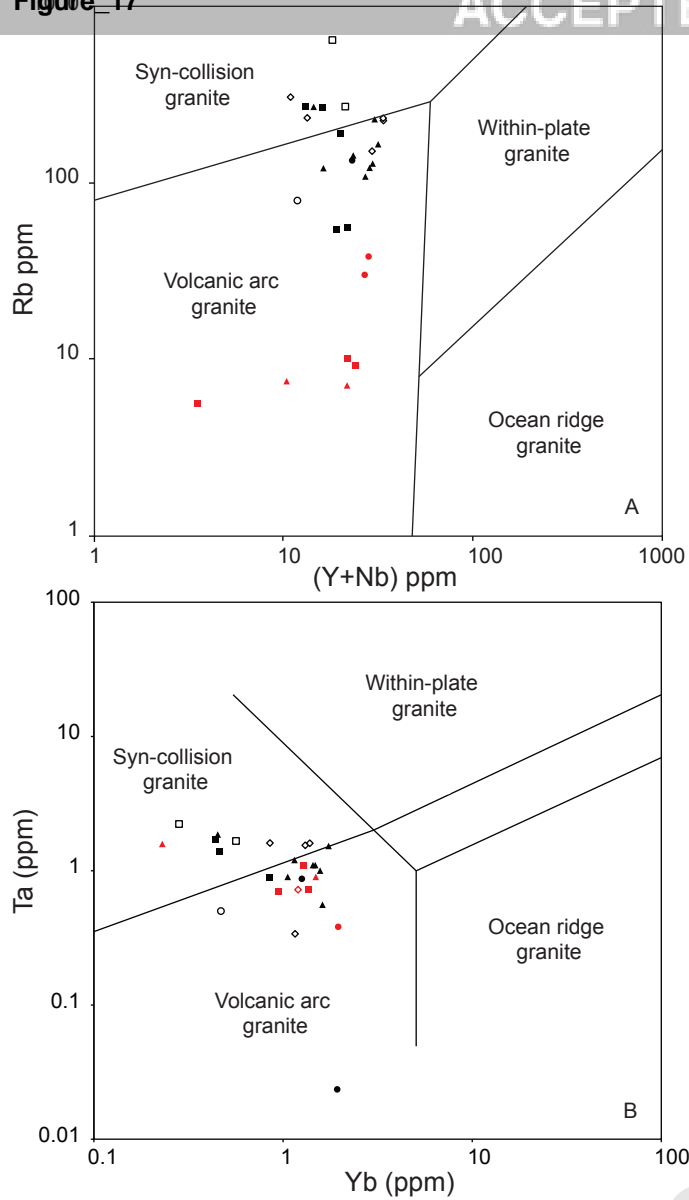 Figure_17
ACCEPTE
Syn-collision
granite
Within-plate
granite
100
Volcanic arc
granite
Rb ppm
10
Ocean ridge
granite
A
1
1
10
100
1000
(Y+Nb) ppm
100
Within-plate
granite
10
Syn-collision
granite
Ta (ppm)
1
Ocean ridge
granite
0.1
Volcanic arc
granite
B
0.01
0.1
1
10
100
Yb (ppm)